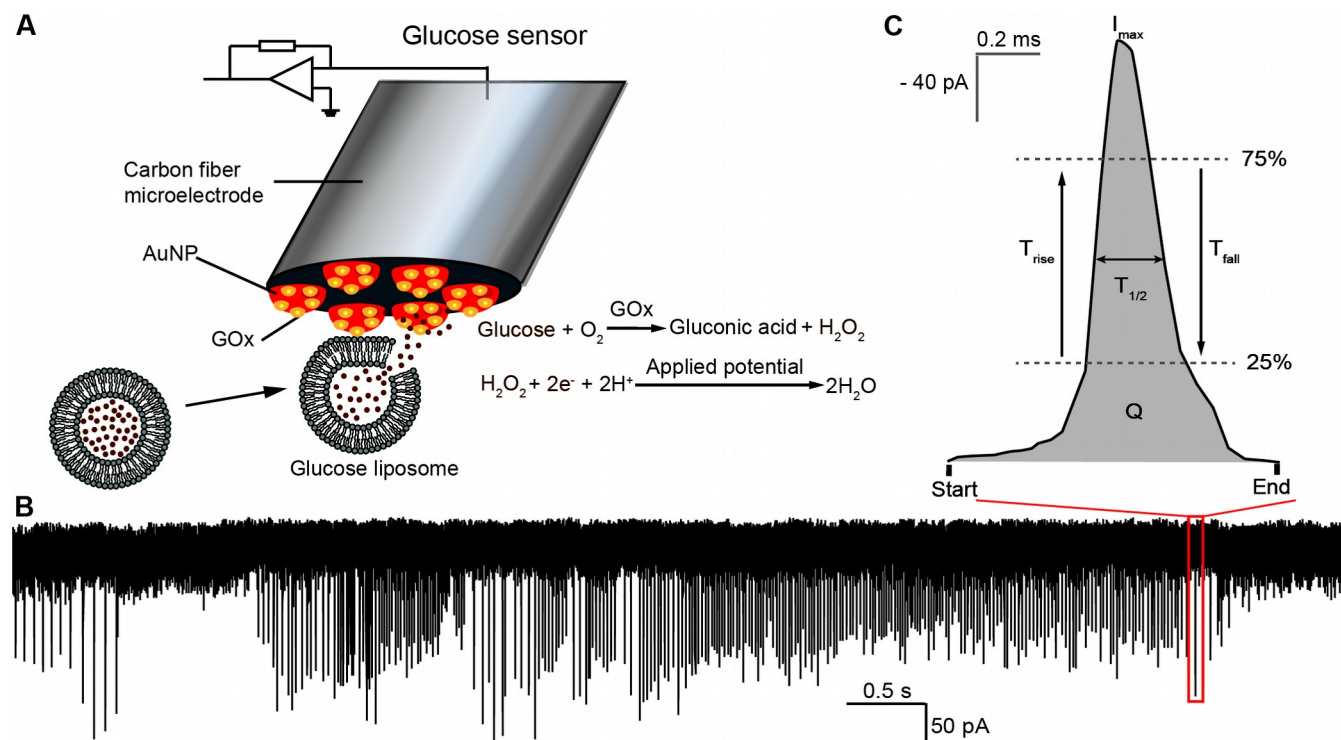 A
Glucose sensor
Carbon fiber
microelectrode
AuNP
GOx
Glucose + O₂ GOx Gluconic acid + H₂O₂
H₂O₂ + 2e⁻ + 2H⁺ Applied potential 2H₂O
Glucose liposome
C
Imax
0.2 ms
- 40 pA
75%
Trise
T1/2
Tfall
25%
Q
Start
End
B
0.5 s
50 pA